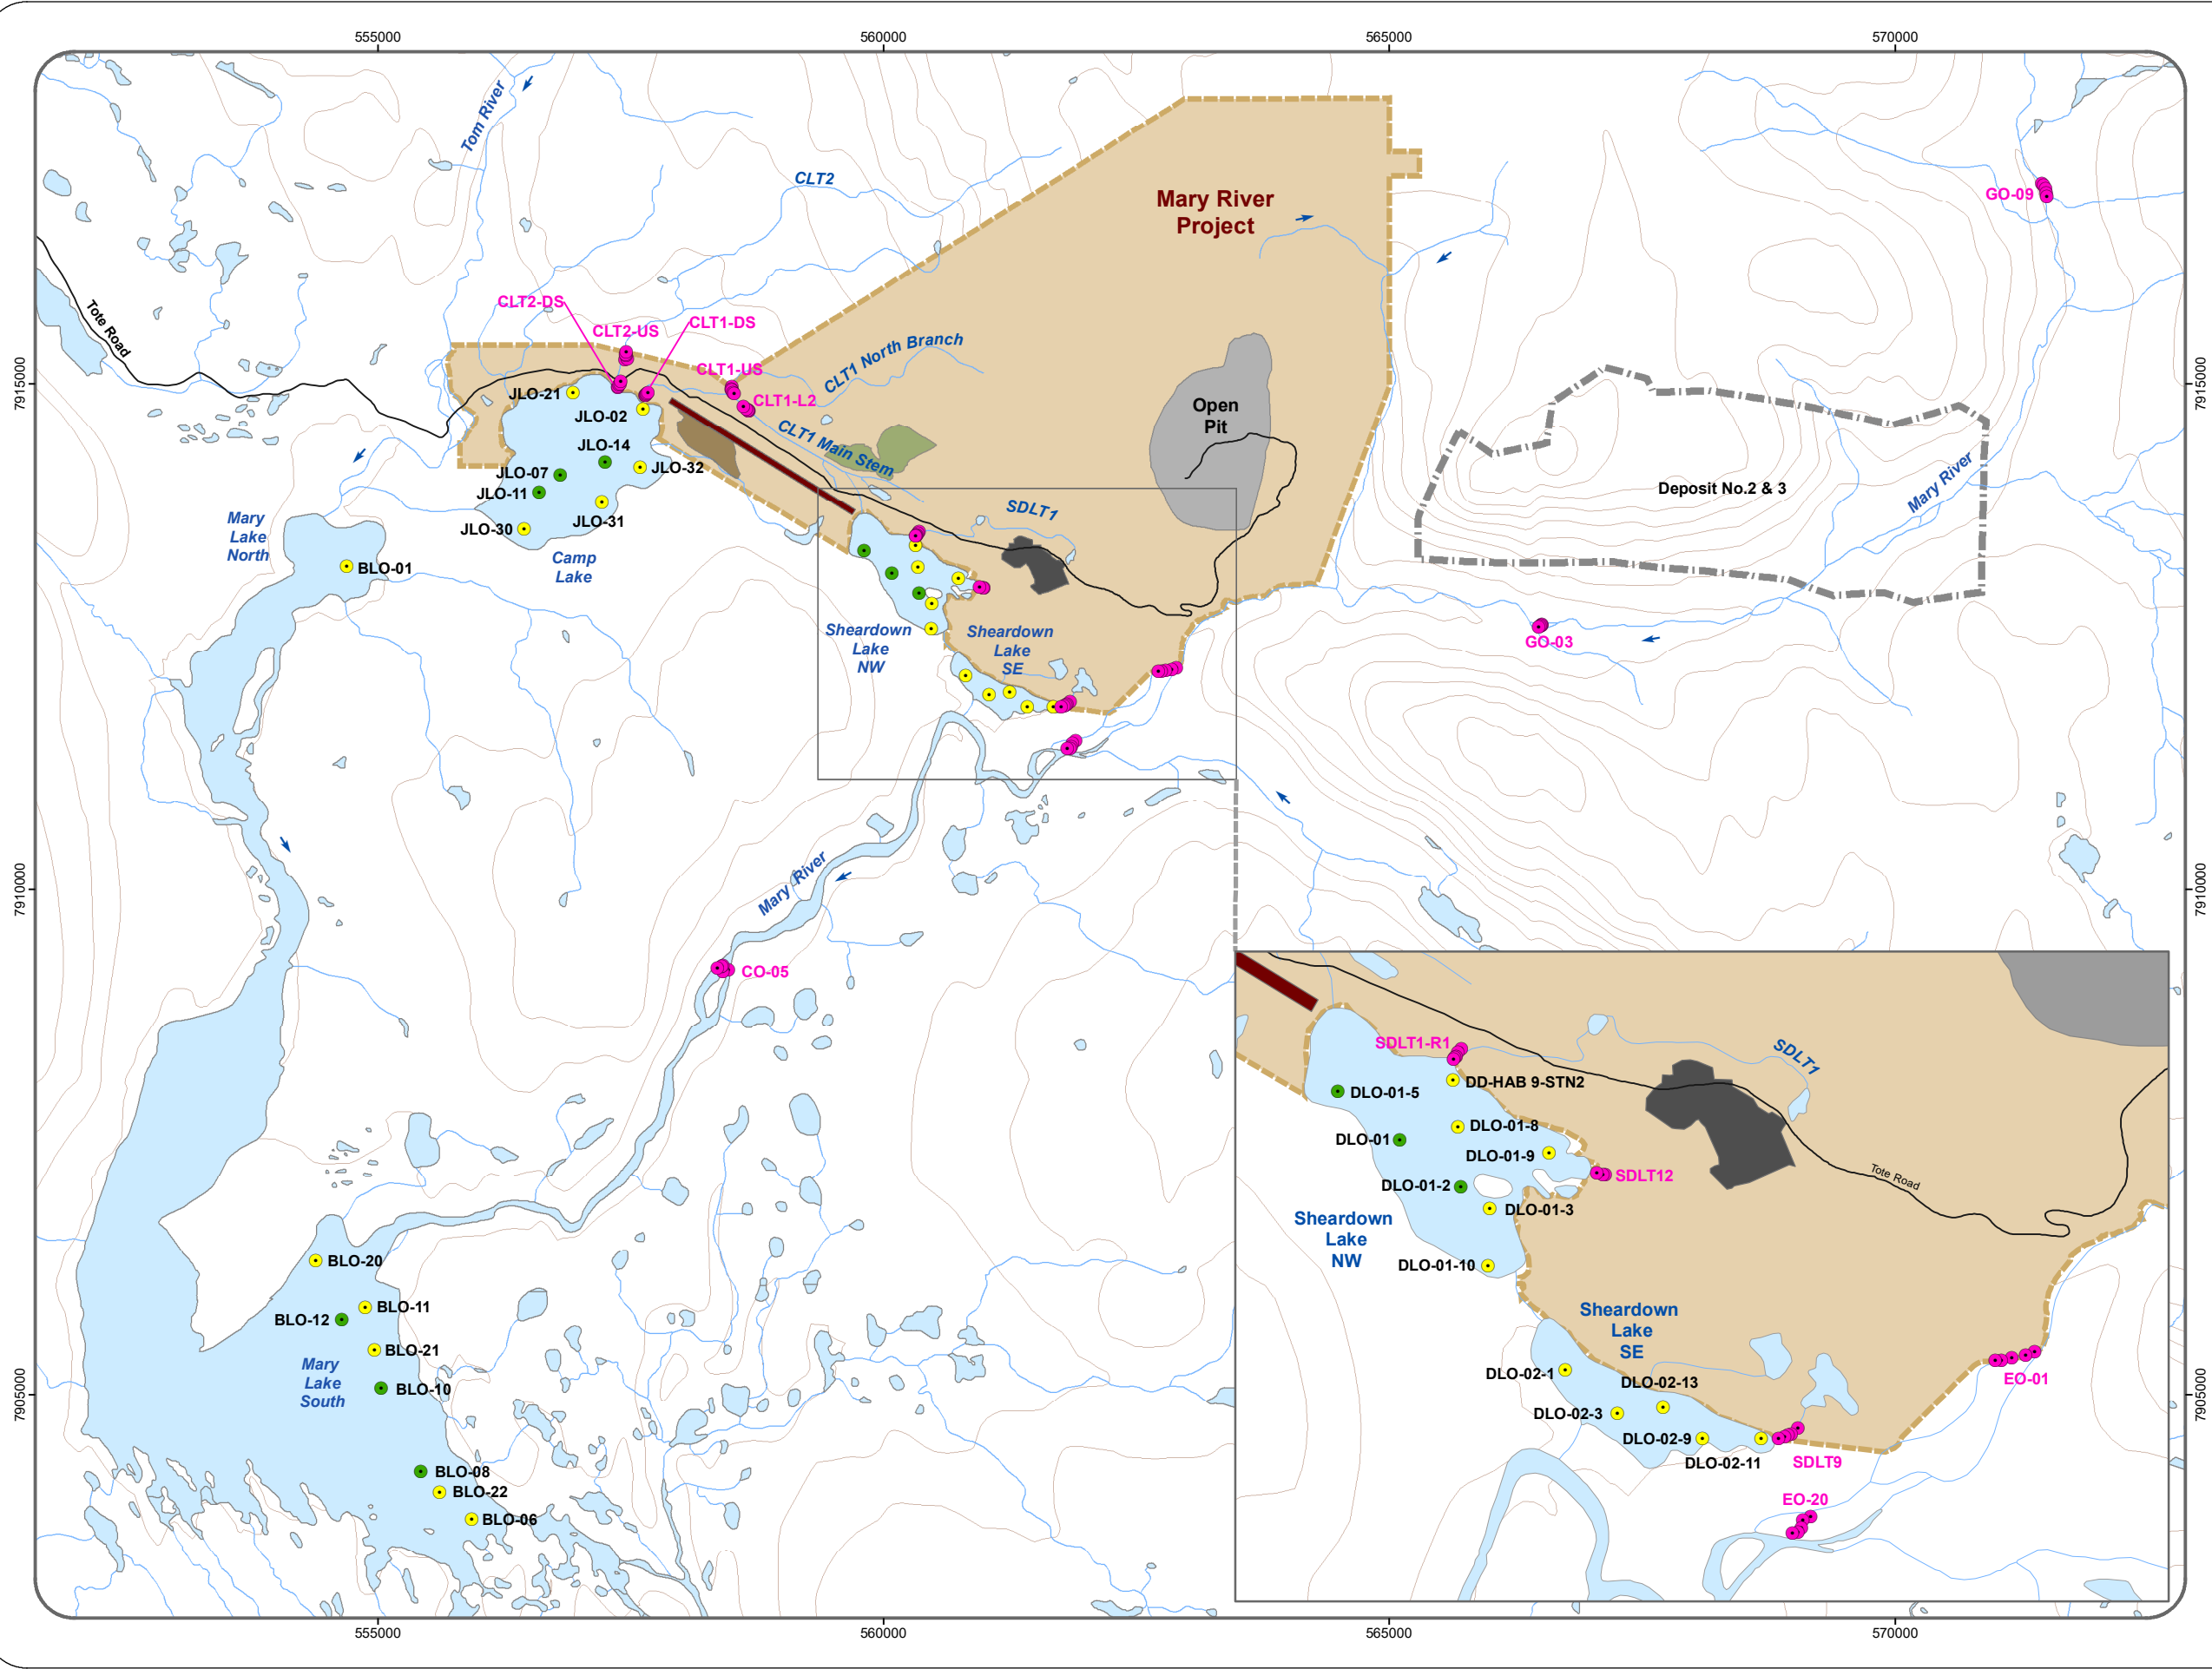 555000
560000
565000
570000
Tom River
CLT2
Mary River
Project
GO-09
Tote Road
CLT2-DS
CLT2-US
CLT1-DS
CLT1 North Branch
CLT1-US
CLT1-L2
7915000
7915000
JLO-21
JLO-02
Open
Pit
CLT1 Main Stem
JLO-14
JLO-07
JLO-32
JLO-11
JLO-31
JLO-30
Deposit No.2 & 3
Mary River
SDLT1
Mary
Lake
North
BLO-01
Camp
Lake
Sheardown
Lake
NW
Sheardown
Lake
SE
GO-03
7910000
7910000
Mary River
CO-05
SDLT1-R1
SDLT1
DD-HAB 9-STN2
DLO-01-5
DLO-01-8
DLO-01
DLO-01-9
SDLT12
Tote Road
DLO-01-2
DLO-01-3
Sheardown
Lake
NW
DLO-01-10
BLO-20
BLO-11
BLO-12
BLO-21
Sheardown
Lake
SE
Mary
Lake
South
BLO-10
DLO-02-1
DLO-02-13
EO-01
7905000
7905000
DLO-02-3
DLO-02-9
DLO-02-11
SDLT9
BLO-08
BLO-22
EO-20
BLO-06
555000
560000
565000
570000